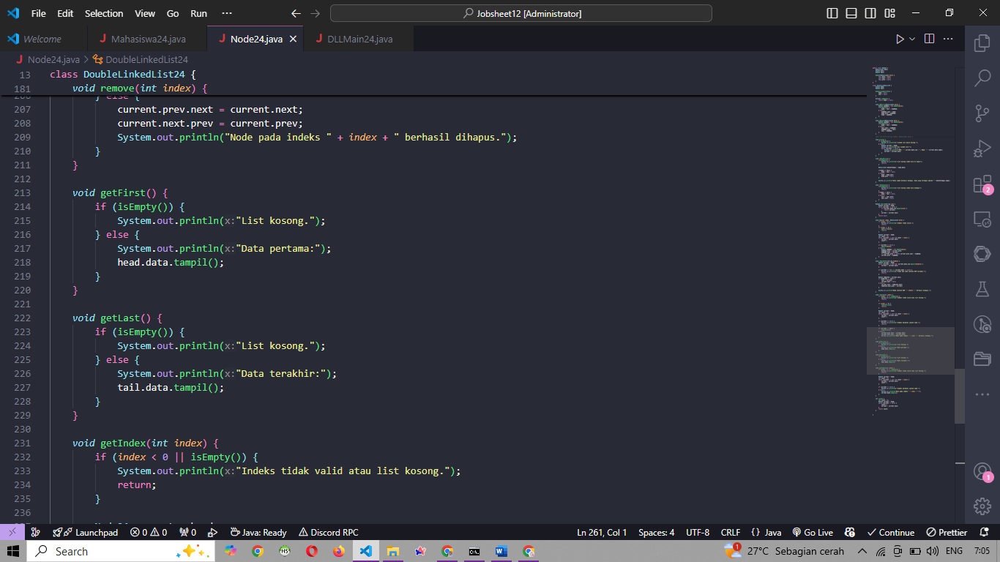 File Edit Selection View Go Run ··· Jobsheet12 [Administrator]
Welcome Mahasiswa24.java Node24.java DLLMain24.java
Node24.java > DoubleLinkedList24
13 class DoubleLinkedList24 {
181 void remove(int index) {
206 } else {
207 current.prev.next = current.next;
208 current.next.prev = current.prev;
209 System.out.println("Node pada indeks " + index + " berhasil dihapus.");
210 }
211 }
212
213 void getFirst() {
214 if (isEmpty()) {
215 System.out.println(x:"List kosong.");
216 } else {
217 System.out.println(x:"Data pertama:");
218 head.data.tampil();
219 }
220 }
221
222 void getLast() {
223 if (isEmpty()) {
224 System.out.println(x:"List kosong.");
225 } else {
226 System.out.println(x:"Data terakhir:");
227 tail.data.tampil();
228 }
229 }
230
231 void getIndex(int index) {
232 if (index < 0 || isEmpty()) {
233 System.out.println(x:"Indeks tidak valid atau list kosong.");
234 return;
235 }
236
2
1
Launchpad 0 0 0 Java: Ready Discord RPC Ln 261, Col 1 Spaces: 4 UTF-8 CRLF {} Java Go Live Continue Prettier
Search 1 27°C Sebagian cerah ENG 7:05